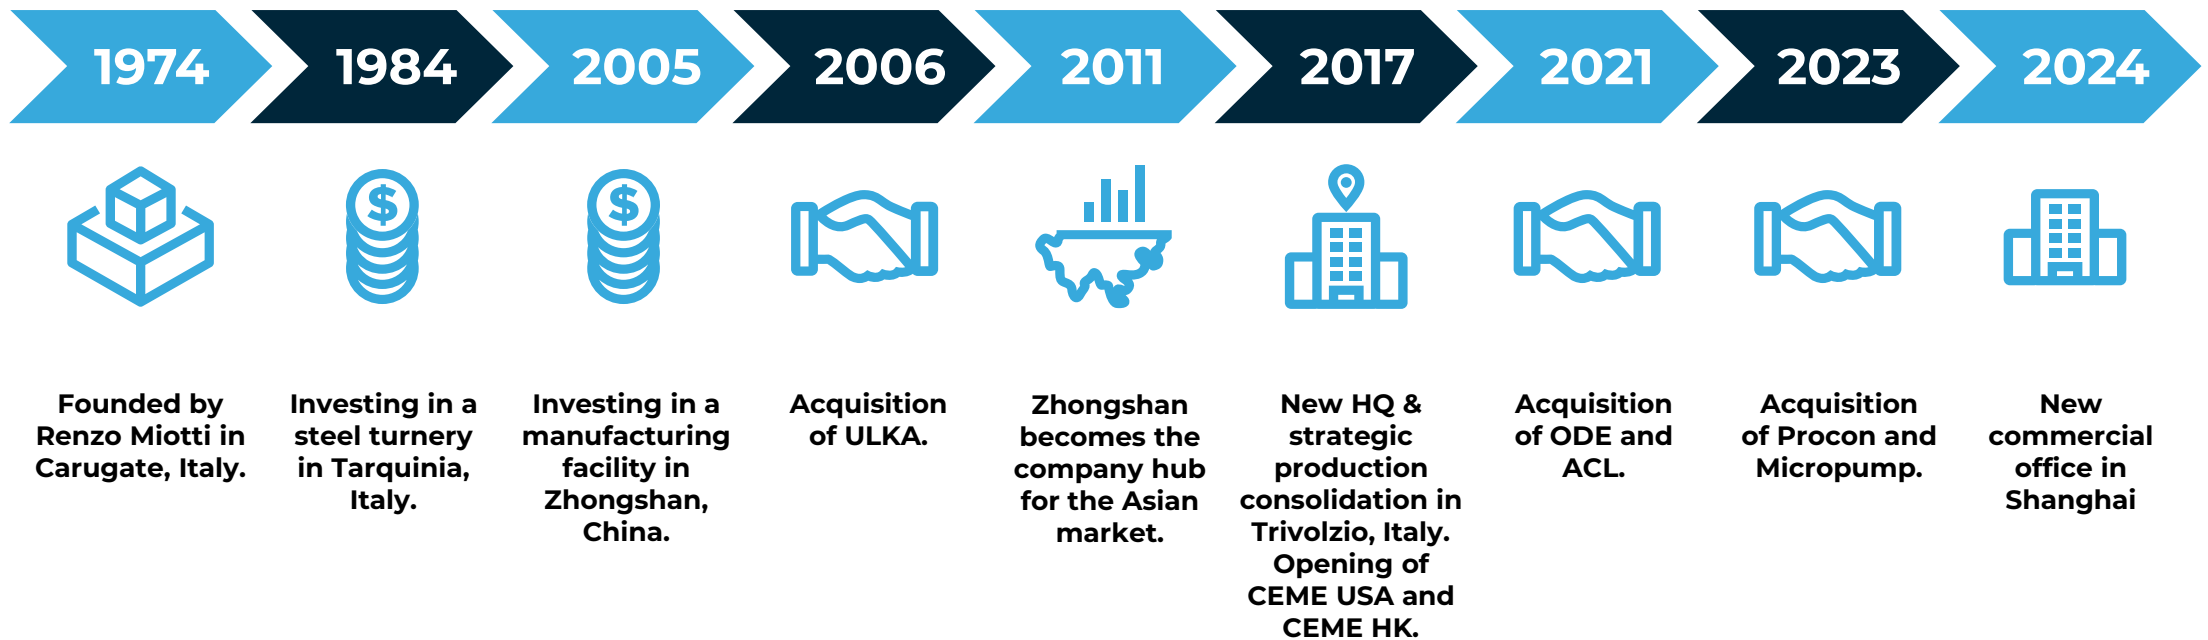 1974
1984
2005
2006
2011
2017
2021
2023
2024
$
$
Founded by
Renzo Miotti in
Carugate, Italy.
Investing in a
steel turnery
in Tarquinia,
Italy.
Investing in a
manufacturing
facility in
Zhongshan,
China.
Acquisition
of ULKA.
Zhongshan
becomes the
company hub
for the Asian
market.
New HQ &
strategic
production
consolidation in
Trivolzio, Italy.
Opening of
CEME USA and
CEME HK.
Acquisition
of ODE and
ACL.
Acquisition
of Procon and
Micropump.
New
commercial
office in
Shanghai